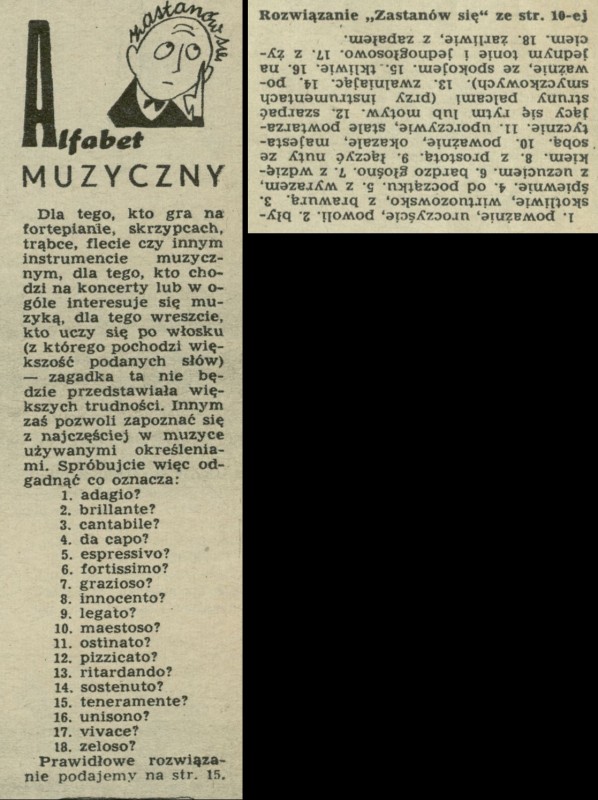 zastanów się
Alfabet
MUZYCZNY
Dla tego, kto gra na
fortepianie, skrzypcach,
trąbce, flecie czy innym
instrumencie muzycz-
nym, dla tego, kto cho-
dzi na koncerty lub w o-
góle interesuje się mu-
zyką, dla tego wreszcie,
kto uczy się po włosku
(z którego pochodzi więk-
kszość podanych słów)
— zagadka ta nie bę-
dzie przedstawiała wię-
kszych trudności. Innym
zaś pozwoli zapoznać się
z najczęściej w muzyce
używanymi określenia-
mi. Spróbujcie więc od-
gadnąć co oznacza:
1. adagio?
2. brillante?
3. cantabile?
4. da capo?
5. espressivo?
6. fortissimo?
7. grazioso?
8. innocento?
9. legato?
10. maestoso?
11. ostinato?
12. pizzicato?
13. ritardando?
14. sostenuto?
15. teneramente?
16. unisono?
17. vivace?
18. zeloso?
Prawidłowe rozwiąza-
nie podajemy na str. 15.
Rozwiązanie „Zastanów się“ ze str. 10-ej
1. poważnie, uroczyście, powoli. 2. bły-
skotliwie, wirtuozowsko, z brawurą. 3.
śpiewnie. 4. od początku. 5. z wyrazem,
z uczuciem. 6. bardzo głośno. 7. z wdzię-
kiem. 8. z prostotą. 9. łączyć nuty ze
sobą. 10. poważnie, okazale, majesta-
tycznie. 11. uporczywie, stale powtarza-
jący się rytm lub motyw. 12. szarpać
struny palcami (przy instrumentach
smyczkowych). 13. zwalniając. 14. po-
ważnie, ze spokojem. 15. tkliwie. 16. na
jednym tonie i jednogłosowo. 17. z ży-
ciem. 18. żarliwie, z zapałem.